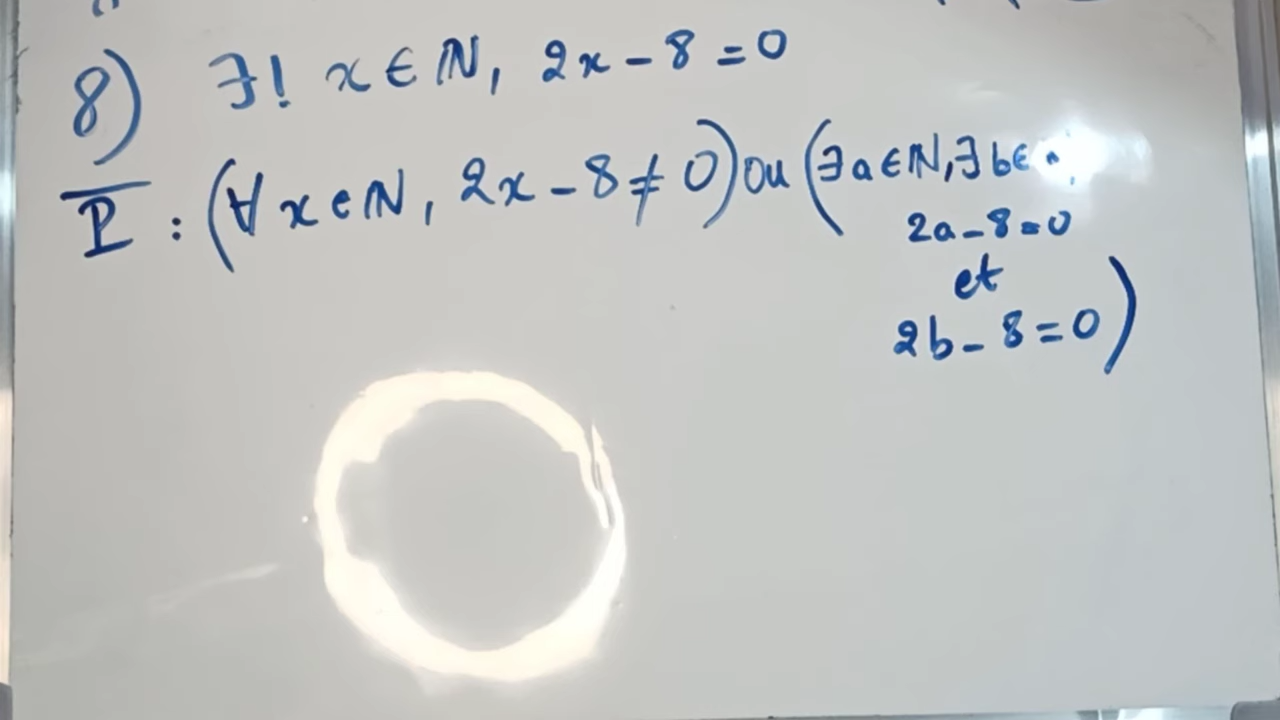 8) ∃! x ∈ ℕ, 2x - 8 = 0
P̅ : (∀ x ∈ ℕ, 2x - 8 ≠ 0) ou (∃ a ∈ ℕ, ∃ b ∈
2a - 8 = 0
et
2b - 8 = 0)